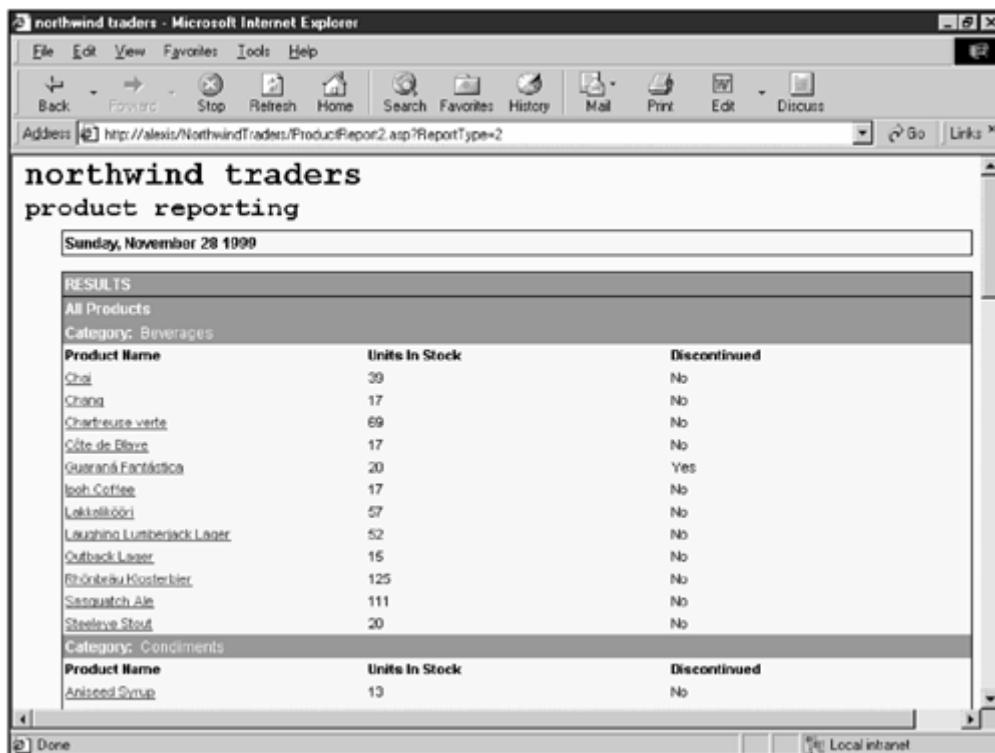 northwind traders - Microsoft Internet Explorer
File Edit View Favorites Tools Help
Back Forward Stop Refresh Home Search Favorites History Mail Print Edit Discuss
Address http://alexis/NorthwindTraders/ProductReport2.asp?ReportType=2 Go Links
northwind traders
product reporting
Sunday, November 28 1999
RESULTS
All Products
Category: Beverages
Product Name Units In Stock Discontinued
Chai 39 No
Chang 17 No
Chartreuse verte 69 No
Côte de Blaye 17 No
Guaraná Fantástica 20 Yes
Ipoh Coffee 17 No
Lakkalikööri 57 No
Laughing Lumberjack Lager 52 No
Outback Lager 15 No
Rhönbräu Klosterbier 125 No
Sasquatch Ale 111 No
Steeleye Stout 20 No
Category: Condiments
Product Name Units In Stock Discontinued
Aniseed Syrup 13 No
Done Local intranet